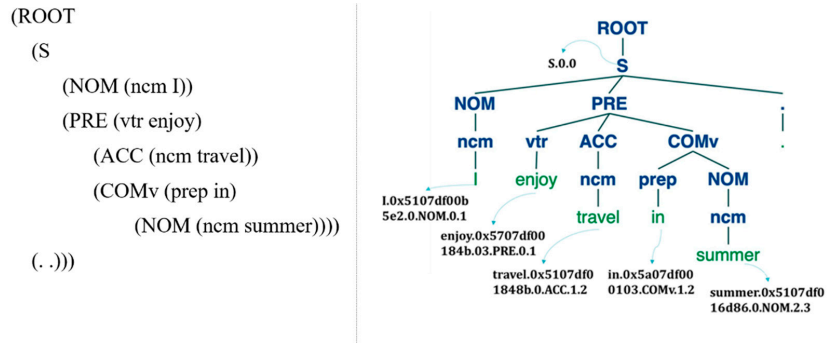 (ROOT
(S
(NOM (ncm I))
(PRE (vtr enjoy)
(ACC (ncm travel))
(COMv (prep in)
(NOM (ncm summer))))
(. .)))
ROOT
S.0.0
S
NOM PRE .
ncm vtr ACC COMv .
I enjoy ncm prep NOM
travel in ncm
summer
I.0x5107df00b
5e2.0.NOM.0.1
enjoy.0x5707df00
184b.03.PRE.0.1
travel.0x5107df0
1848b.0.ACC.1.2
in.0x5a07df00
0103.COMv.1.2
summer.0x5107df0
16d86.0.NOM.2.3